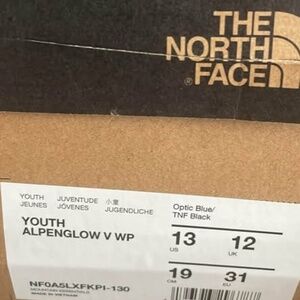 THE
NORTH
FACE
®
YOUTH JUVENTUDE 小童
JEUNES JÓVENES JUGENDLICHE
YOUTH
ALPENGLOW V WP
Optic Blue/
TNF Black
13 12
US UK
19 31
CM EU
NF0A5LXFKPI-130
MADE IN VIETNAM